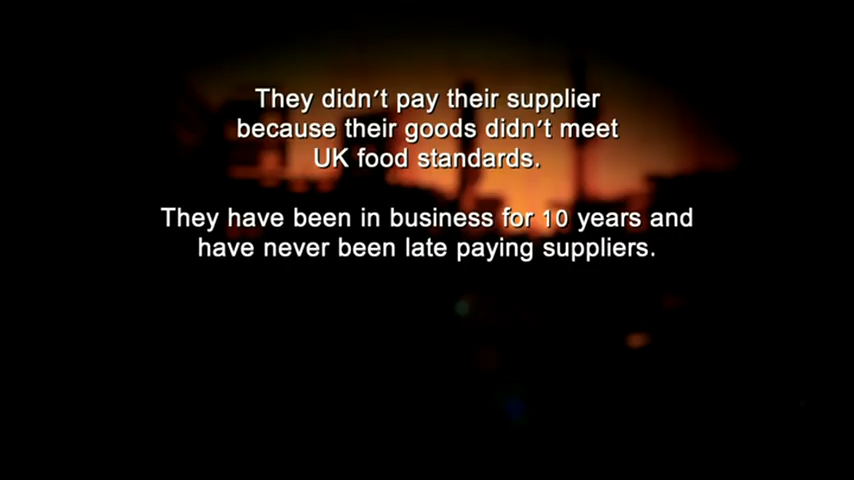 They didn't pay their supplier
because their goods didn't meet
UK food standards.
They have been in business for 10 years and
have never been late paying suppliers.